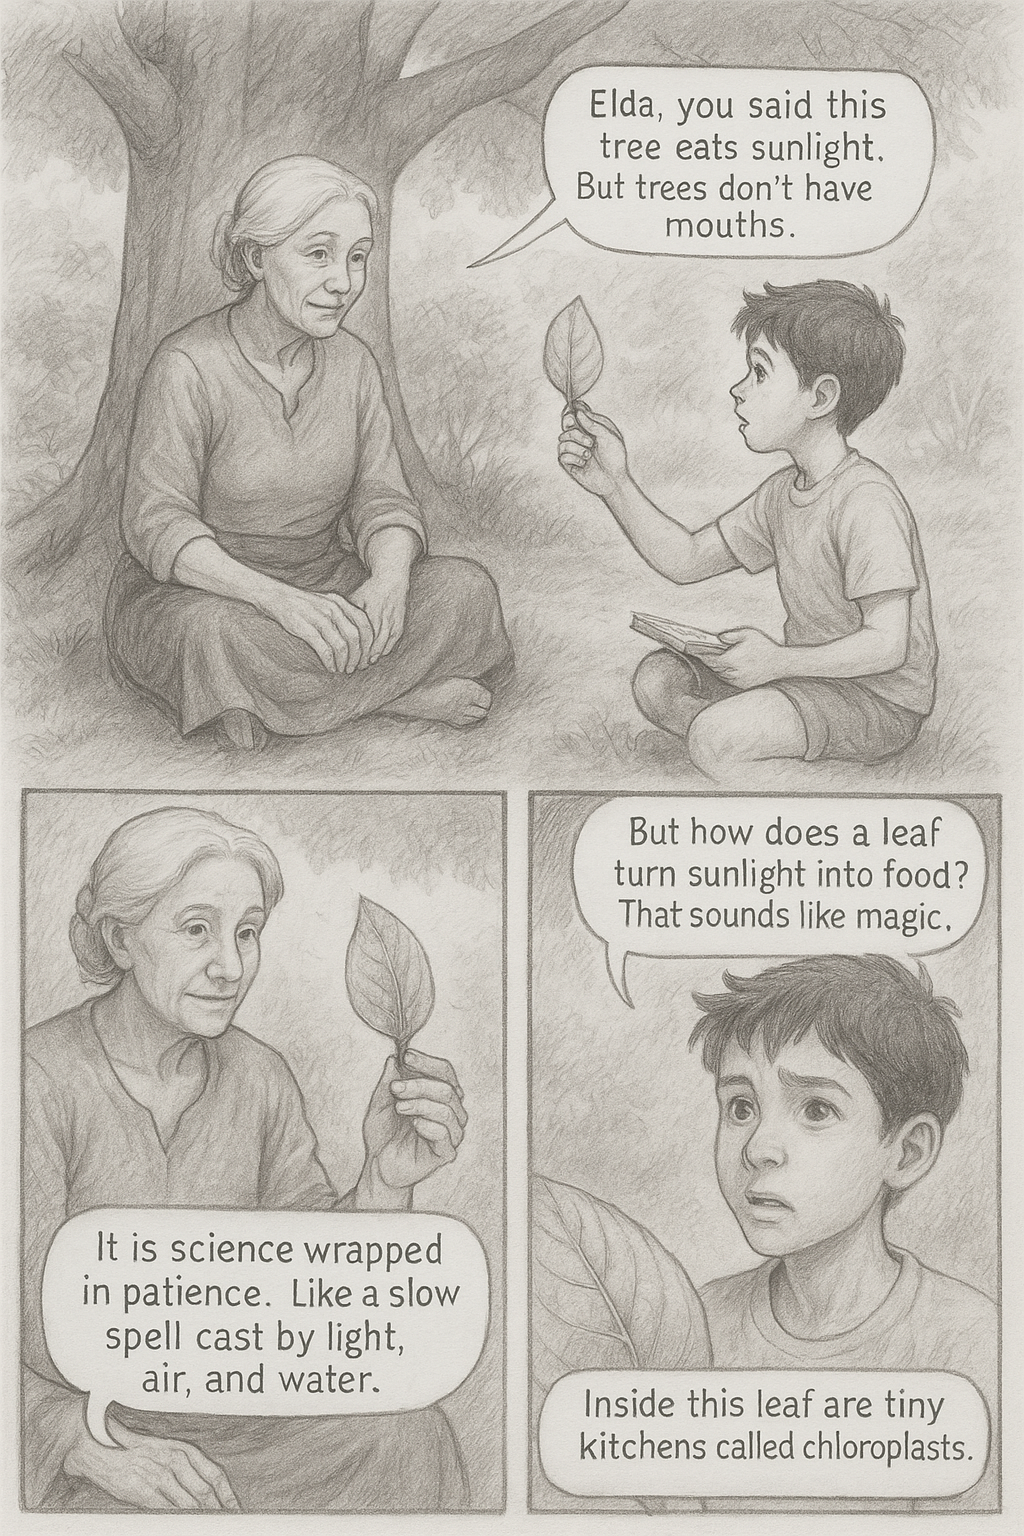 Elda, you said this
tree eats sunlight.
But trees don't have
mouths.
It is science wrapped
in patience. Like a slow
spell cast by light,
air, and water.
But how does a leaf
turn sunlight into food?
That sounds like magic.
Inside this leaf are tiny
kitchens called chloroplasts.